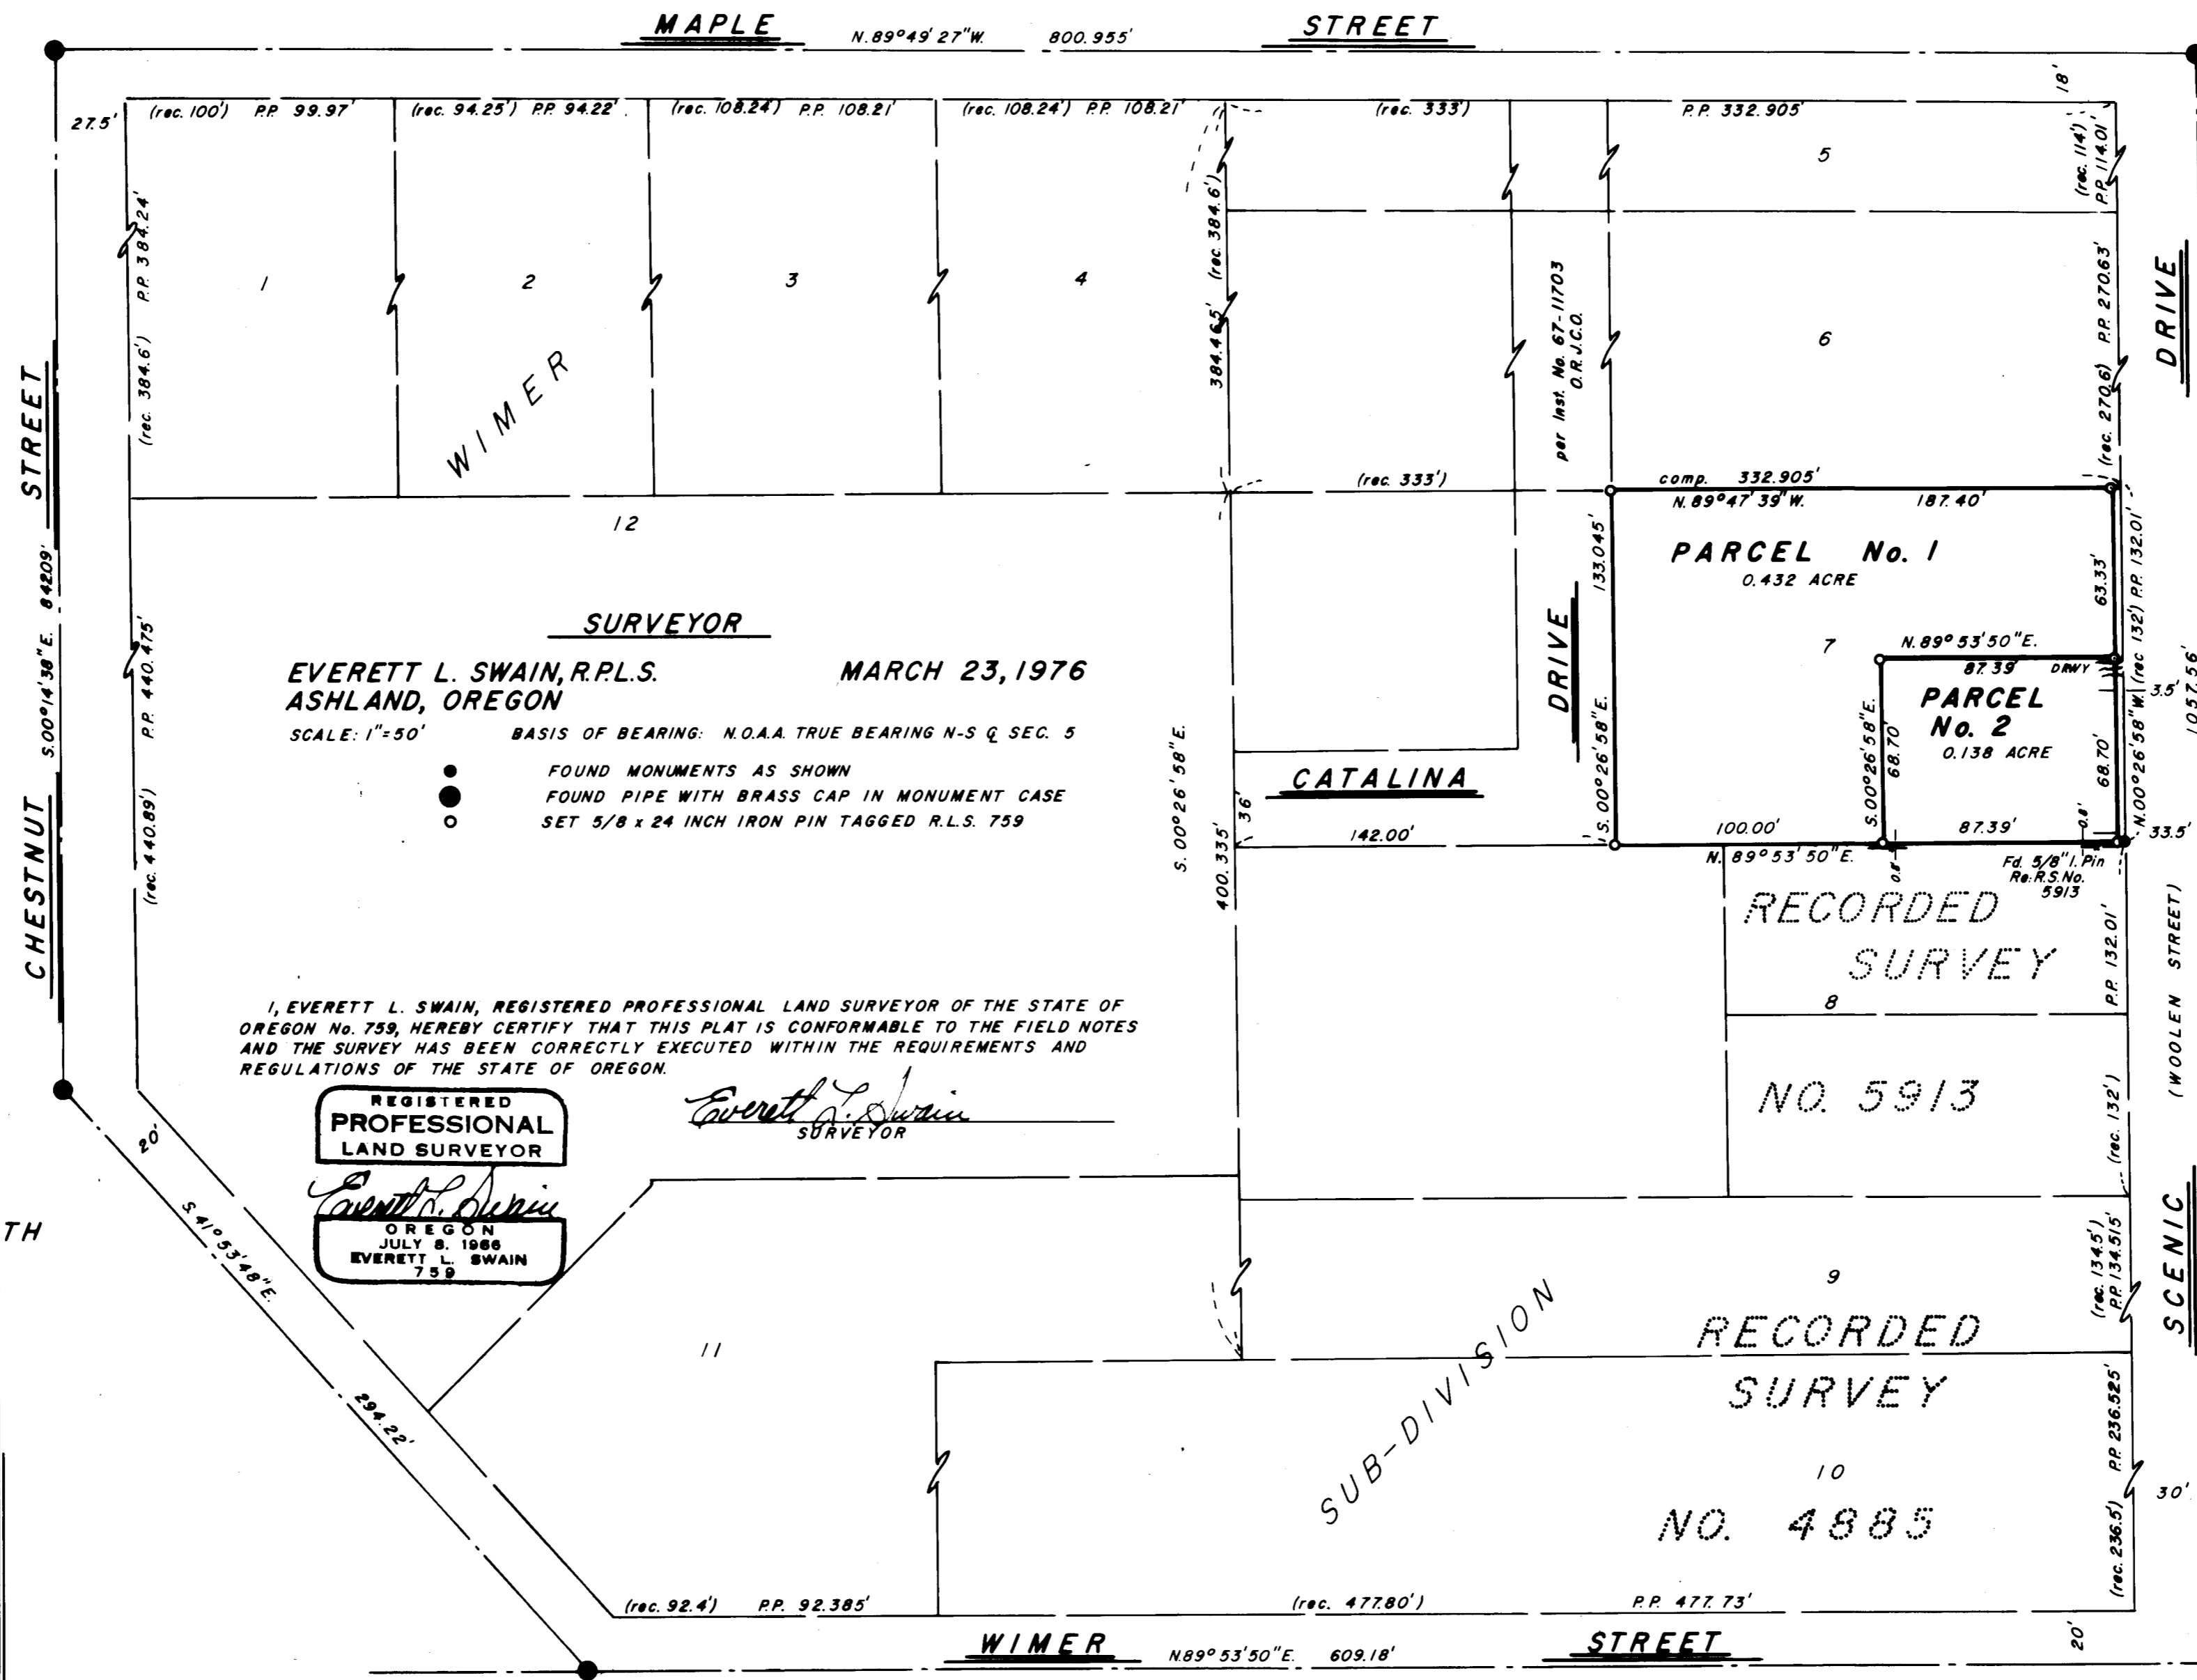 MAPLE N.89°49'27"W. 800.955' STREET
27.5' (rec. 100') P.P. 99.97' (rec. 94.25') P.P. 94.22' (rec. 108.24') P.P. 108.21' (rec. 108.24') P.P. 108.21' (rec. 333') P.P. 332.905'
18'
(rec. 114')
P.P. 114.01'
5
(rec. 384.6') P.P. 384.24'
1
2
3
4
384.465' (rec. 384.6')
per Inst. No. 67-11703
O.R.J.C.O.
6
(rec. 270.6') P.P. 270.63'
DRIVE
WIMER
(rec. 333')
comp. 332.905'
N. 89°47'39"W. 187.40'
12
CHESTNUT S.00°14'38"E. 842.09' STREET
(rec. 440.89') P.P. 440.475'
SURVEYOR
EVERETT L. SWAIN, R.P.L.S. MARCH 23, 1976
ASHLAND, OREGON
SCALE: 1"=50' BASIS OF BEARING: N.O.A.A. TRUE BEARING N-S ℄ SEC. 5
FOUND MONUMENTS AS SHOWN
FOUND PIPE WITH BRASS CAP IN MONUMENT CASE
SET 5/8 x 24 INCH IRON PIN TAGGED R.L.S. 759
S. 00°26'58"E.
400.335'
36'
CATALINA
DRIVE
142.00'
S. 00°26'58"E.
133.045'
PARCEL No. 1
0.432 ACRE
63.33'
7
N. 89°53'50"E.
87.39' DRWY
PARCEL
No. 2
0.138 ACRE
S.00°26'58"E.
68.70'
68.70'
N.00°26'58"W. (rec 132') P.P. 132.01'
3.5'
1057.56'
33.5'
100.00' 87.39'
0.8'
N. 89°53'50"E.
0.8'
Fd. 5/8" I. Pin
Re: R.S. No.
5913
RECORDED
SURVEY
8
NO. 5913
P.P. 132.01'
(rec. 132')
(WOOLEN STREET)
I, EVERETT L. SWAIN, REGISTERED PROFESSIONAL LAND SURVEYOR OF THE STATE OF
OREGON No. 759, HEREBY CERTIFY THAT THIS PLAT IS CONFORMABLE TO THE FIELD NOTES
AND THE SURVEY HAS BEEN CORRECTLY EXECUTED WITHIN THE REQUIREMENTS AND
REGULATIONS OF THE STATE OF OREGON.
Everett L. Swain
SURVEYOR
REGISTERED
PROFESSIONAL
LAND SURVEYOR
Everett L. Swain
OREGON
JULY 8. 1966
EVERETT L. SWAIN
759
TH
20'
S. 41°53'48"E.
294.22'
11
SUB-DIVISION
9
RECORDED
SURVEY
10
NO. 4885
(rec. 134.5')
P.P. 134.515'
SCENIC
(rec. 236.5') P.P. 236.525'
30'
(rec. 92.4') P.P. 92.385' (rec. 477.80') P.P. 477.73'
20'
WIMER N.89°53'50"E. 609.18' STREET